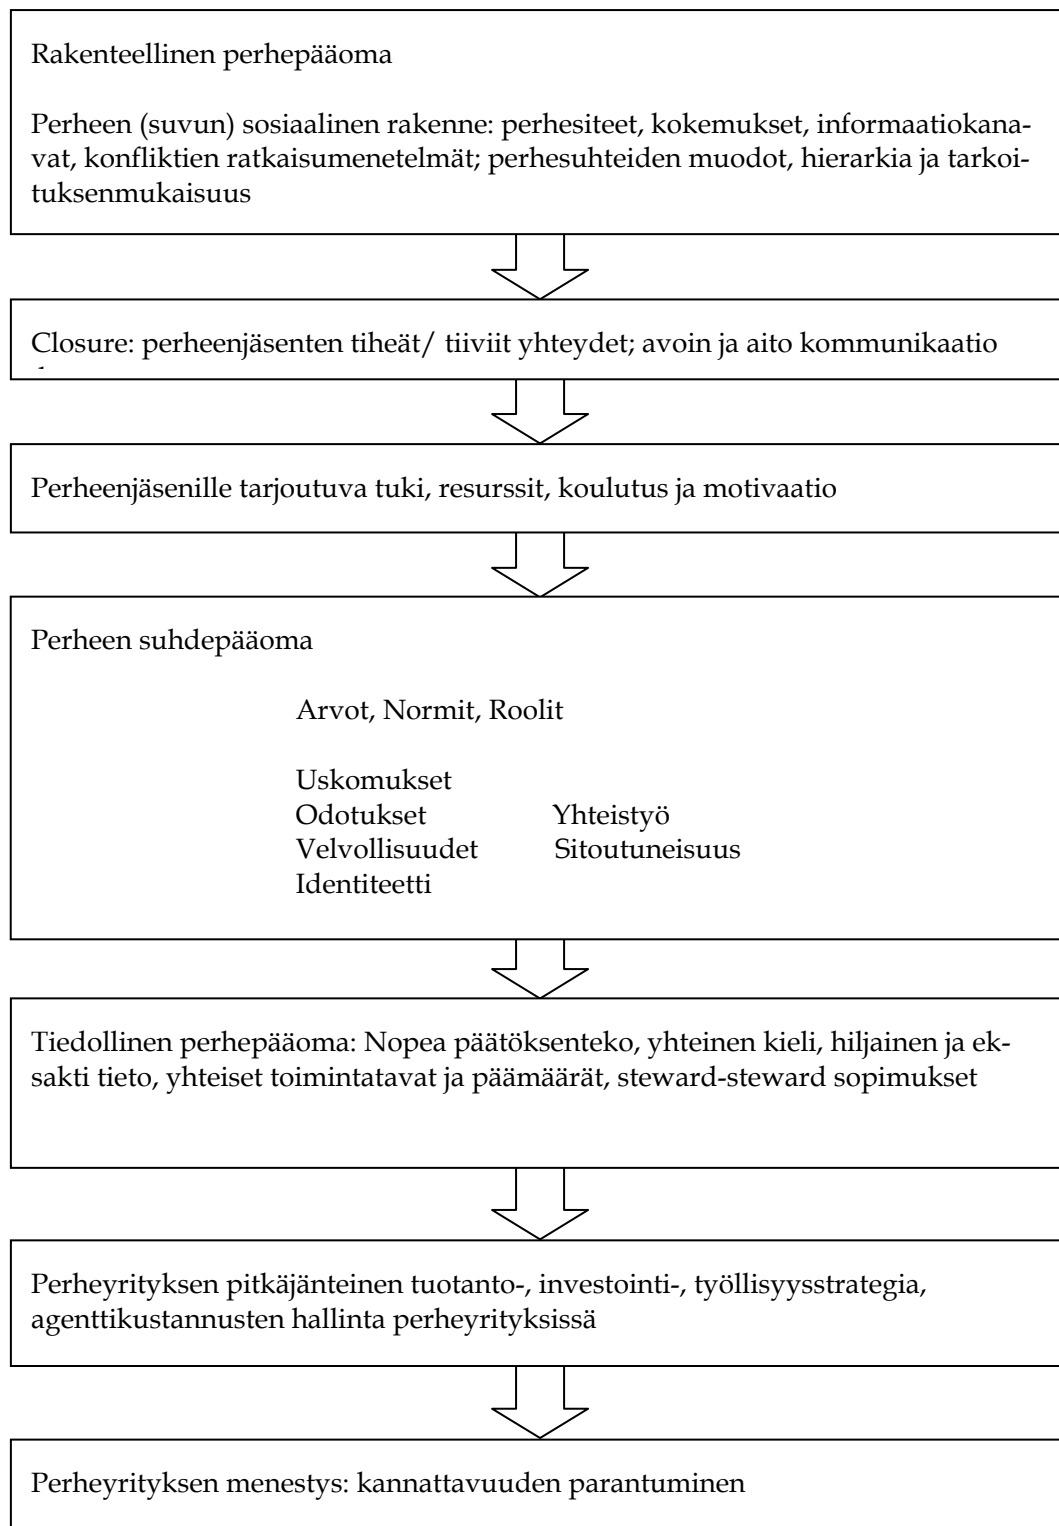 Rakenteellinen perhepääoma
Perheen (suvun) sosiaalinen rakenne: perhesiteet, kokemukset, informaatiokana-
vat, konfliktien ratkaisumenetelmät; perhesuhteiden muodot, hierarkia ja tarkoi-
tuksenmukaisuus
Closure: perheenjäsenten tiheät/ tiiviit yhteydet; avoin ja aito kommunikaatio
Perheenjäsenille tarjoutuva tuki, resurssit, koulutus ja motivaatio
Perheen suhdepääoma
Arvot, Normit, Roolit
Uskomukset
Odotukset Yhteistyö
Velvollisuudet Sitoutuneisuus
Identiteetti
Tiedollinen perhepääoma: Nopea päätöksenteko, yhteinen kieli, hiljainen ja ek-
sakti tieto, yhteiset toimintatavat ja päämäärät, steward-steward sopimukset
Perheyrityksen pitkäjänteinen tuotanto-, investointi-, työllisyysstrategia,
agenttikustannusten hallinta perheyrityksissä
Perheyrityksen menestys: kannattavuuden parantuminen